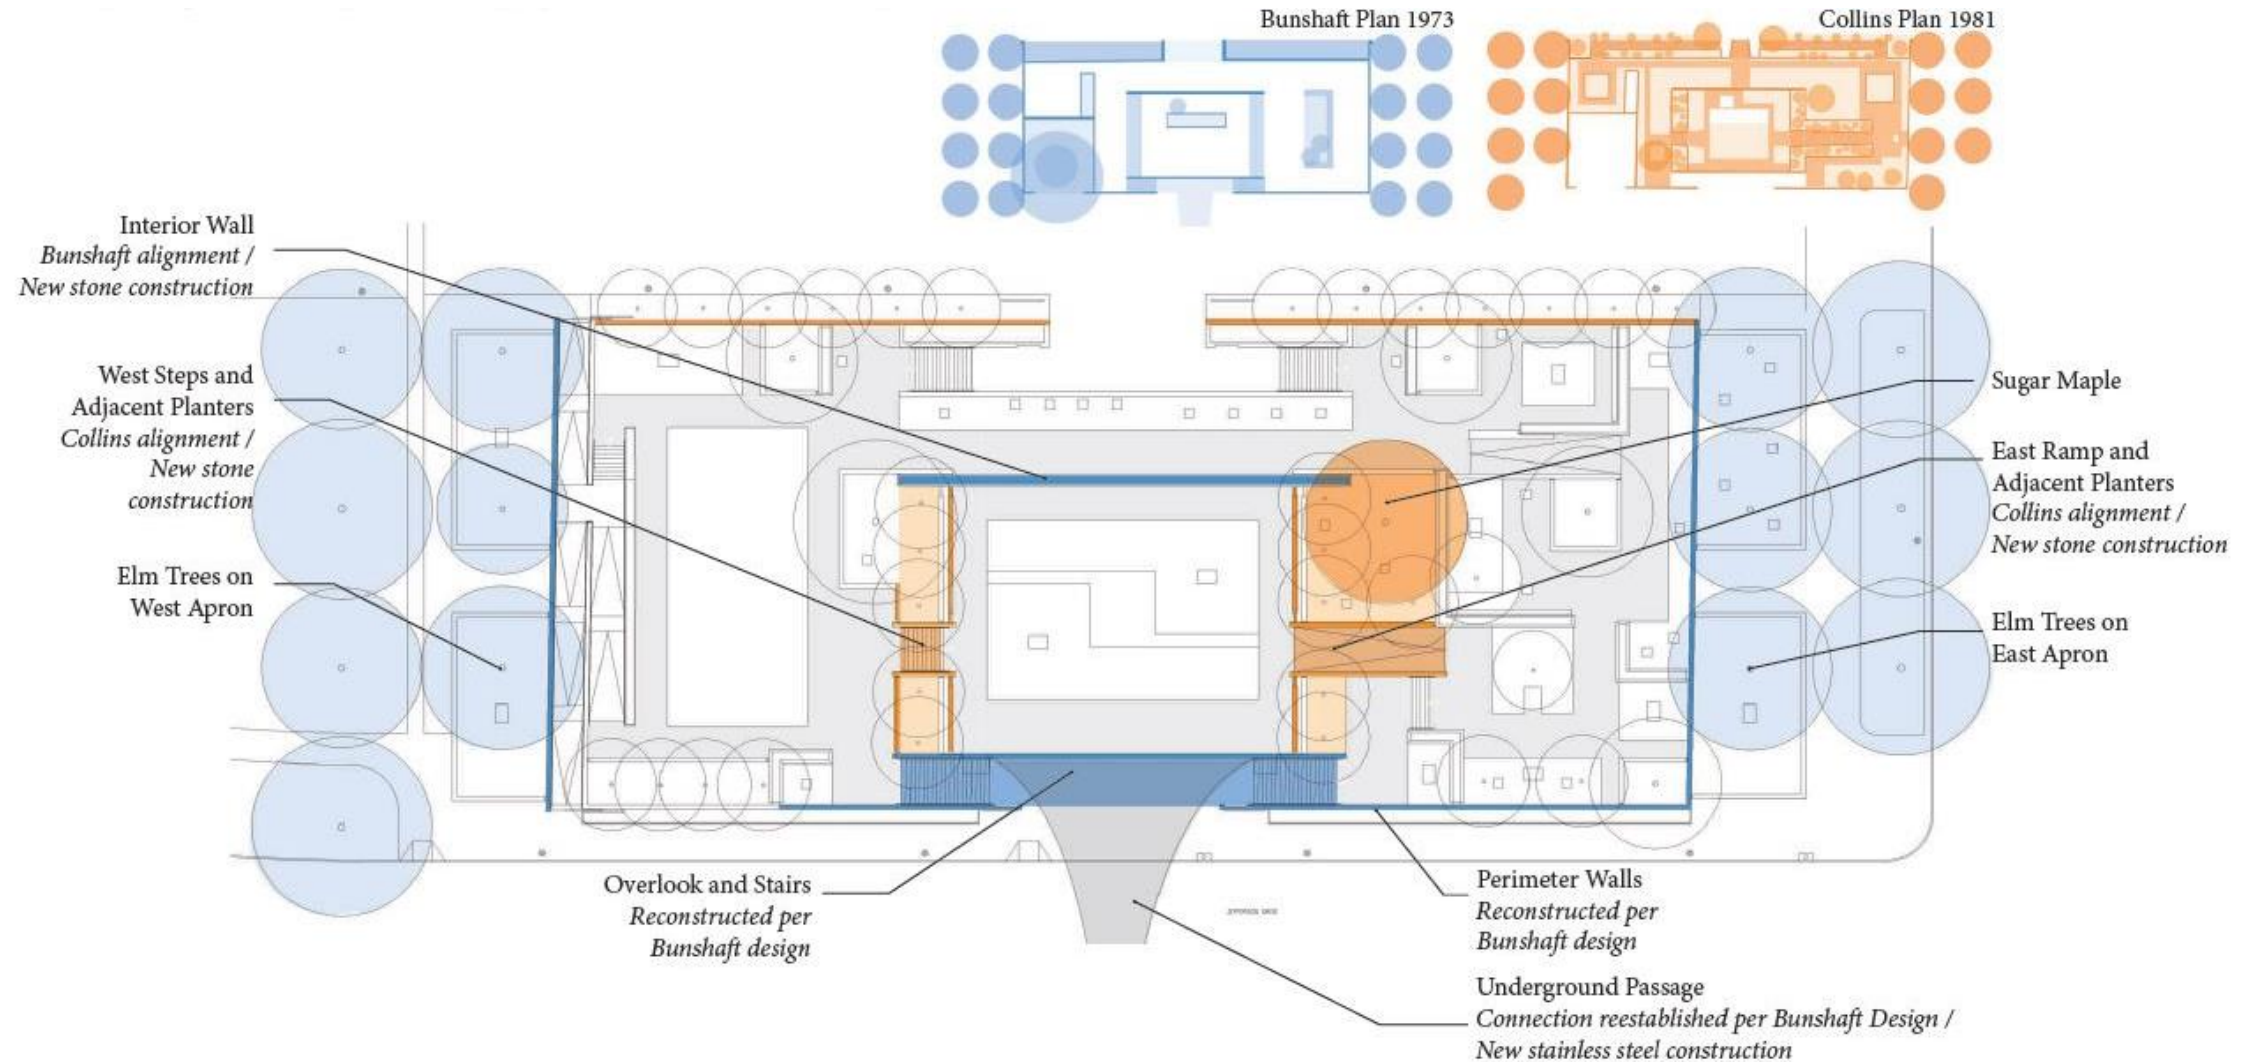 Bunshaft Plan 1973
Collins Plan 1981
Interior Wall
Bunshaft alignment /
New stone construction
West Steps and
Adjacent Planters
Collins alignment /
New stone
construction
Elm Trees on
West Apron
Sugar Maple
East Ramp and
Adjacent Planters
Collins alignment /
New stone construction
Elm Trees on
East Apron
Overlook and Stairs
Reconstructed per
Bunshaft design
JEFFERSON DRIVE
Perimeter Walls
Reconstructed per
Bunshaft design
Underground Passage
Connection reestablished per Bunshaft Design /
New stainless steel construction